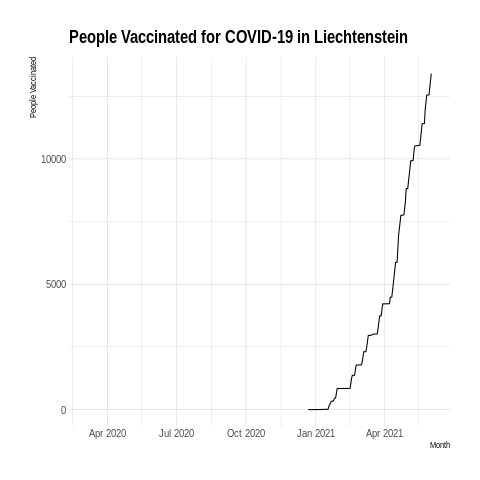 People Vaccinated for COVID-19 in Liechtenstein
People Vaccinated
10000
5000
0
Apr 2020 Jul 2020 Oct 2020 Jan 2021 Apr 2021
Month